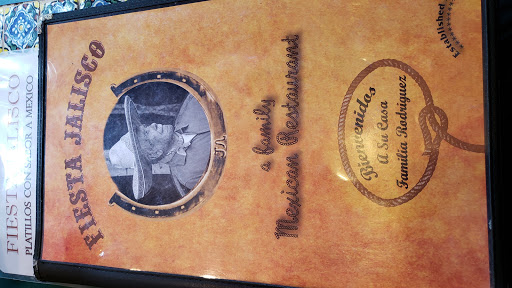 FIESTA JALISCO
J.A.
a family
Mexican Restaurant
Bienvenidos
A Su Casa
Familia Rodriguez
Established
FIESTA JALISCO
PLATILLOS CON SABOR A MEXICO